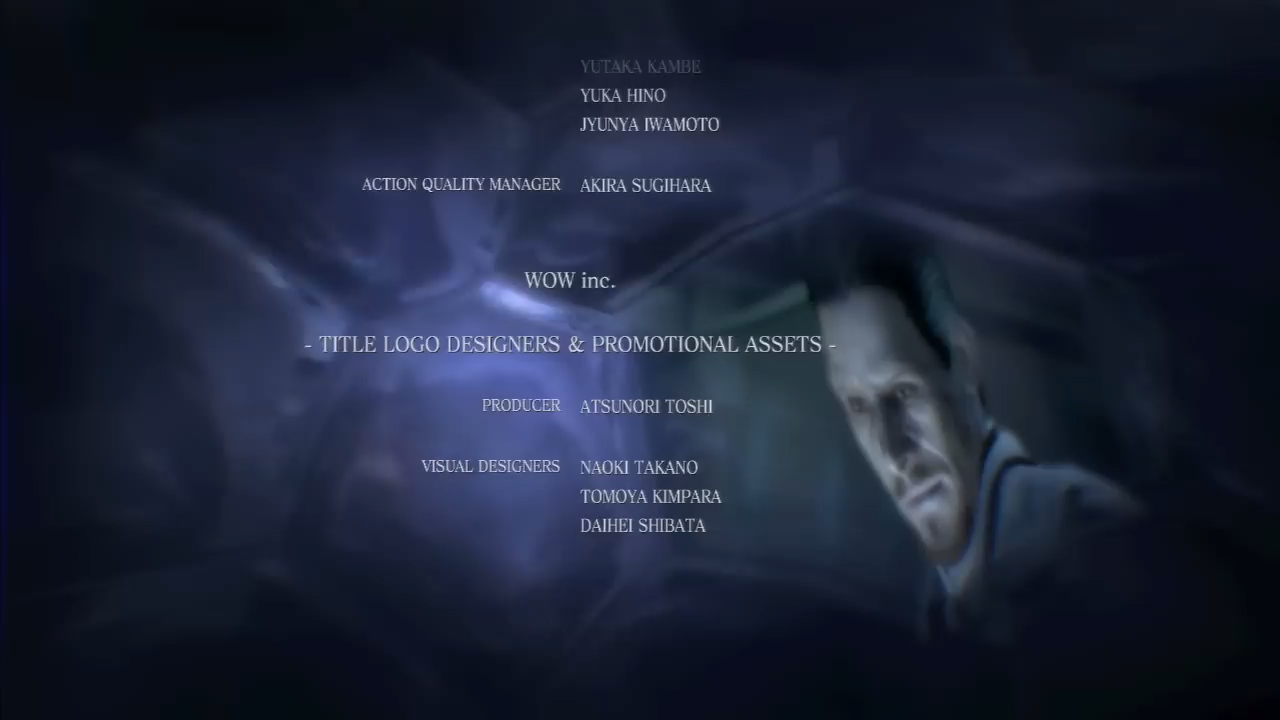 YUTAKA KAMBE
YUKA HINO
JYUNYA IWAMOTO
ACTION QUALITY MANAGER AKIRA SUGIHARA
WOW inc.
- TITLE LOGO DESIGNERS & PROMOTIONAL ASSETS -
PRODUCER ATSUNORI TOSHI
VISUAL DESIGNERS NAOKI TAKANO
TOMOYA KIMPARA
DAIHEI SHIBATA